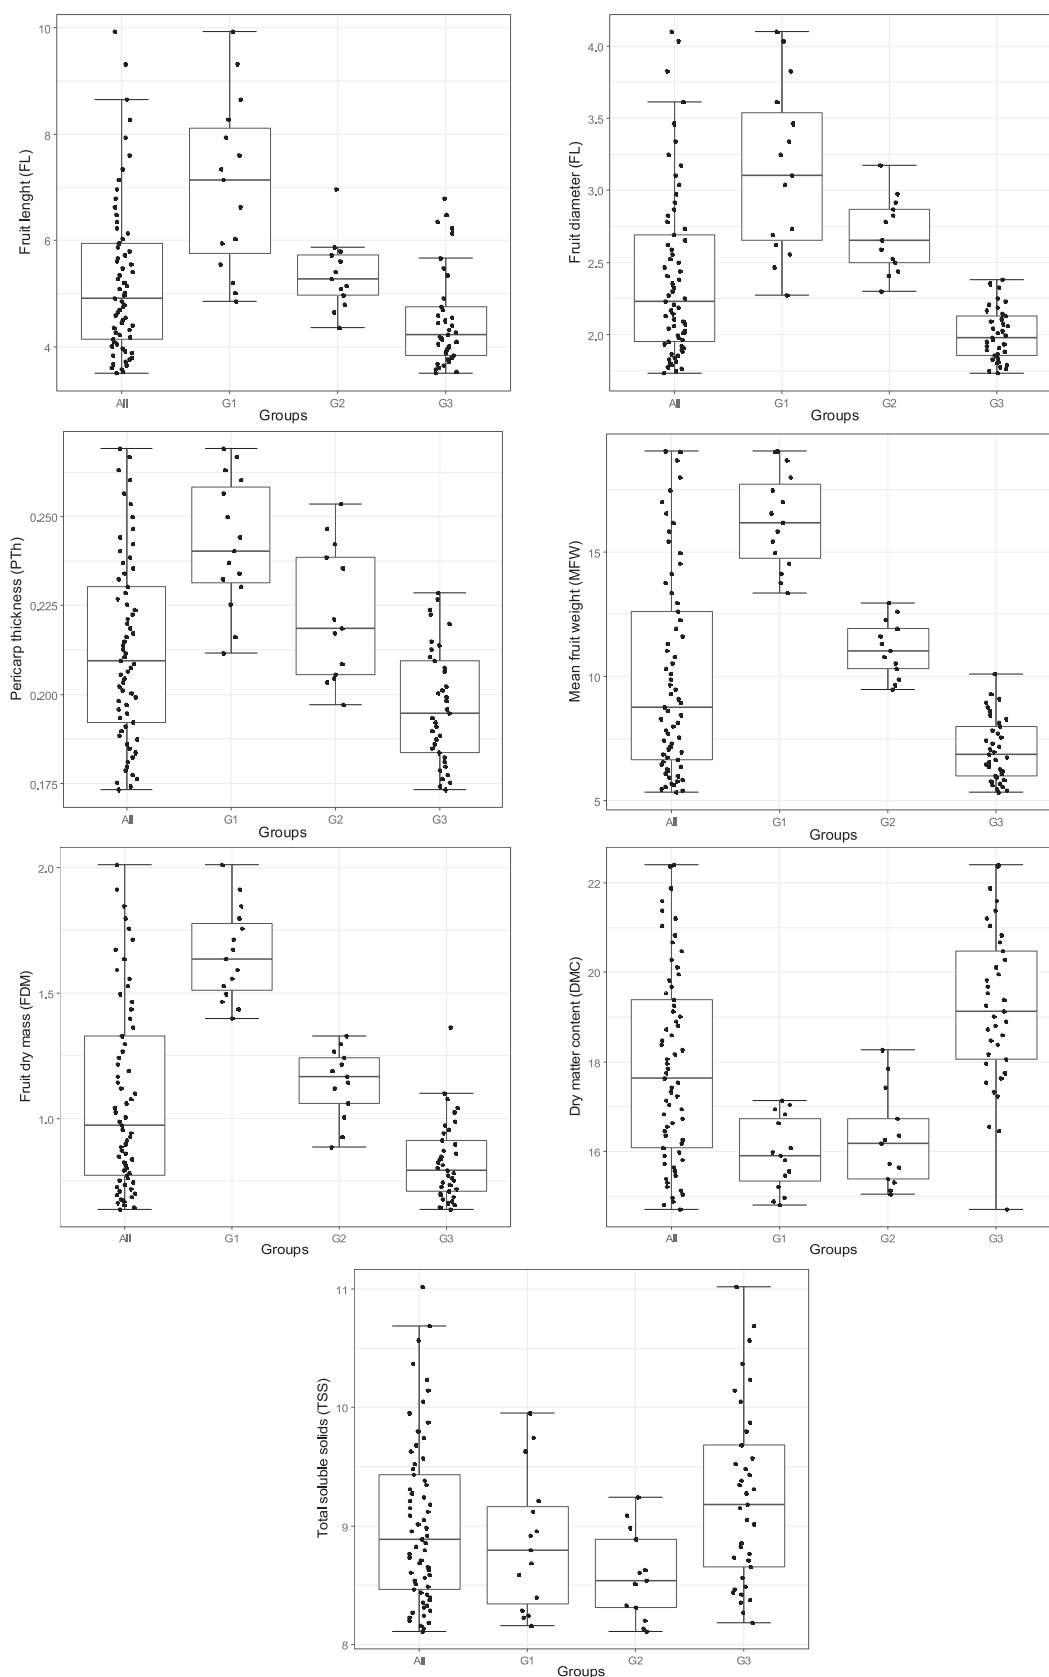 10
8
6
4
Fruit lenght (FL)
All G1 G2 G3
Groups
4.0
3.5
3.0
2.5
2.0
Fruit diameter (FL)
All G1 G2 G3
Groups
0.250
0.225
0.200
0.175
Pericarp thickness (PTh)
All G1 G2 G3
Groups
15
10
5
Mean fruit weight (MFW)
All G1 G2 G3
Groups
2.0
1.5
1.0
Fruit dry mass (FDM)
All G1 G2 G3
Groups
22
20
18
16
Dry matter content (DMC)
All G1 G2 G3
Groups
11
10
9
8
Total soluble solids (TSS)
All G1 G2 G3
Groups